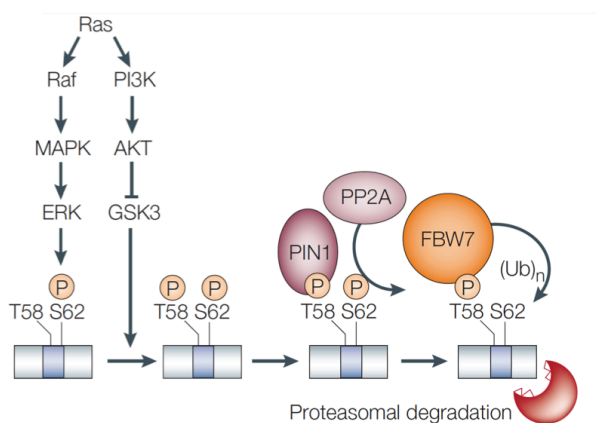 Ras
Raf PI3K
MAPK AKT
ERK GSK3
PP2A
PIN1
FBW7
(Ub)n
P P P P P P
T58 S62 T58 S62 T58 S62 T58 S62
Proteasomal degradation